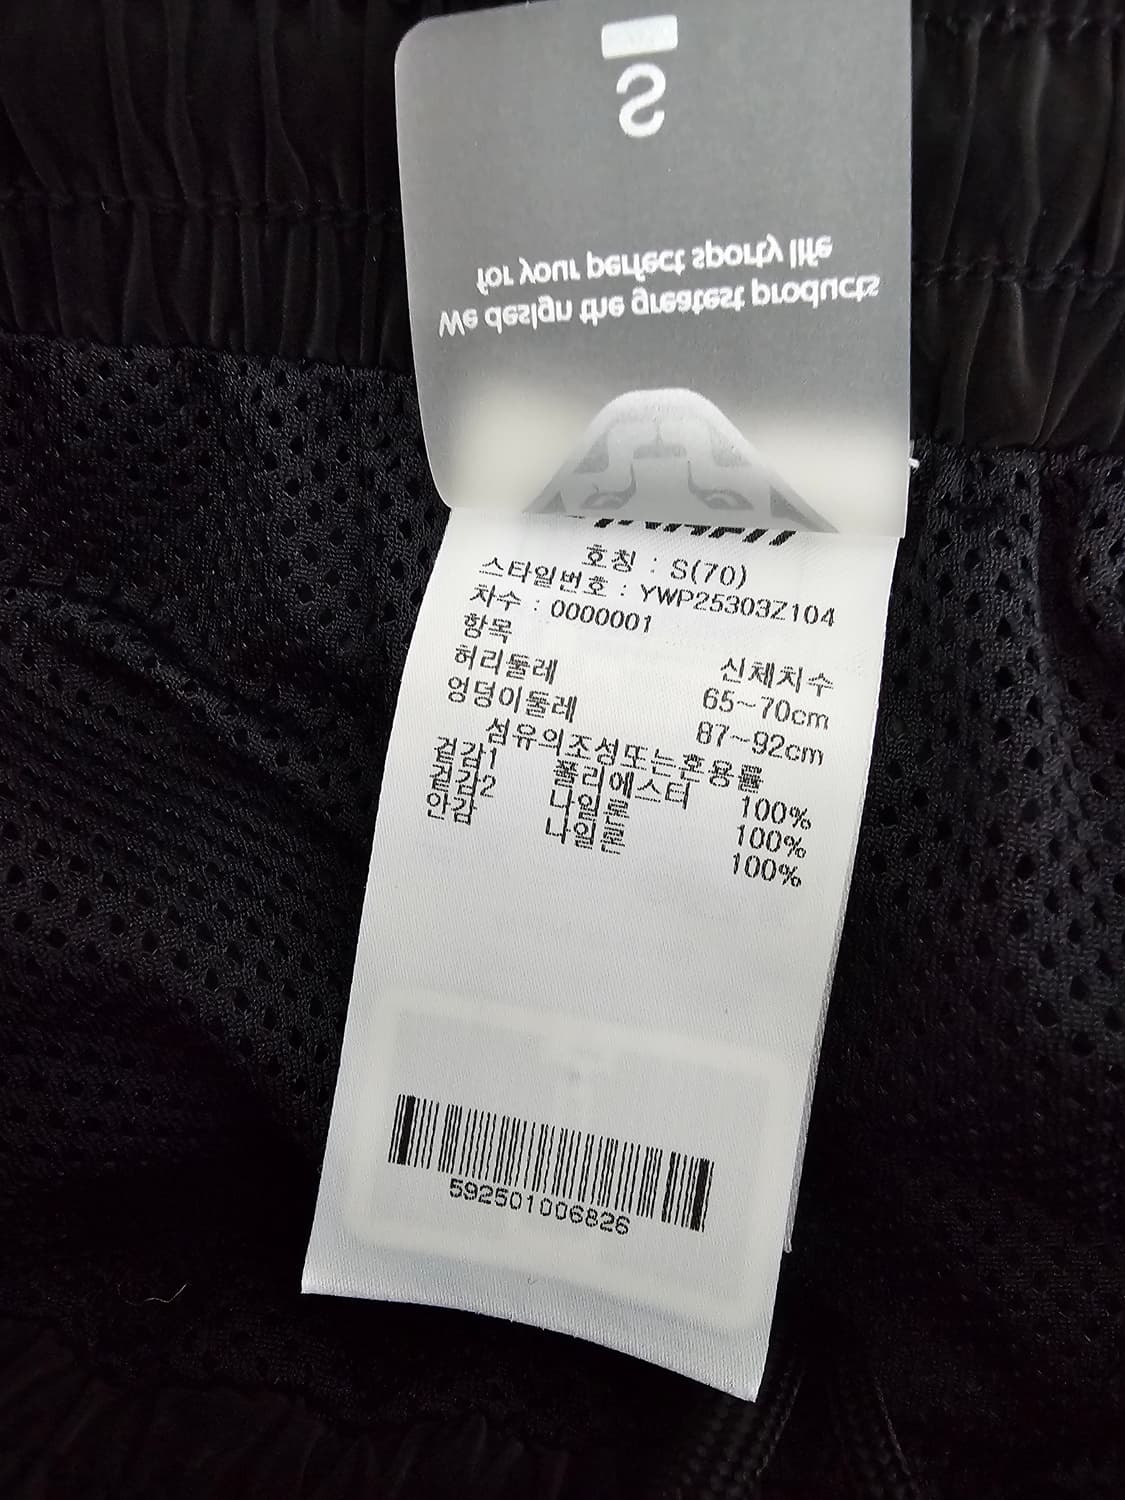 S
We design the greatest products
for your perfect sporty life
호칭 : S(70)
스타일번호 : YWP25303Z104
차수 : 0000001
항목 신체치수
허리둘레 65~70cm
엉덩이둘레 87~92cm
섬유의조성또는혼용률
겉감1 폴리에스터 100%
겉감2 나일론 100%
안감 나일론 100%
592501006826